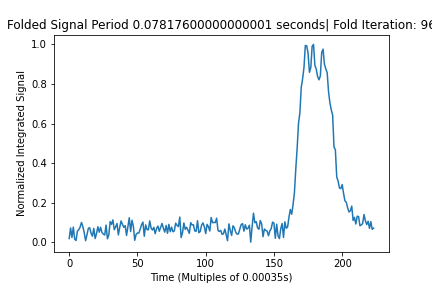 Folded Signal Period 0.07817600000000001 seconds| Fold Iteration: 96
1.0
0.8
0.6
0.4
0.2
0.0
Normalized Integrated Signal
0 50 100 150 200
Time (Multiples of 0.00035s)